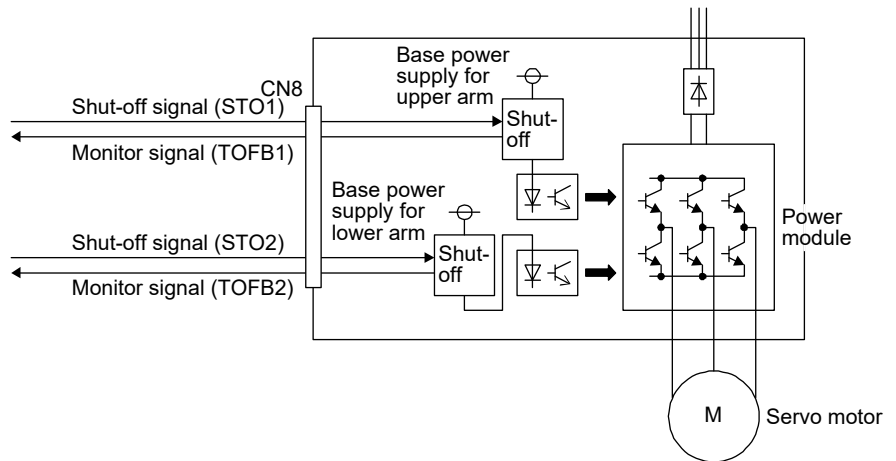 Base power
supply for
upper arm
CN8
Shut-off signal (STO1)
Monitor signal (TOFB1)
Shut-
off
Base power
supply for
lower arm
Shut-off signal (STO2)
Monitor signal (TOFB2)
Shut-
off
Power
module
M
Servo motor